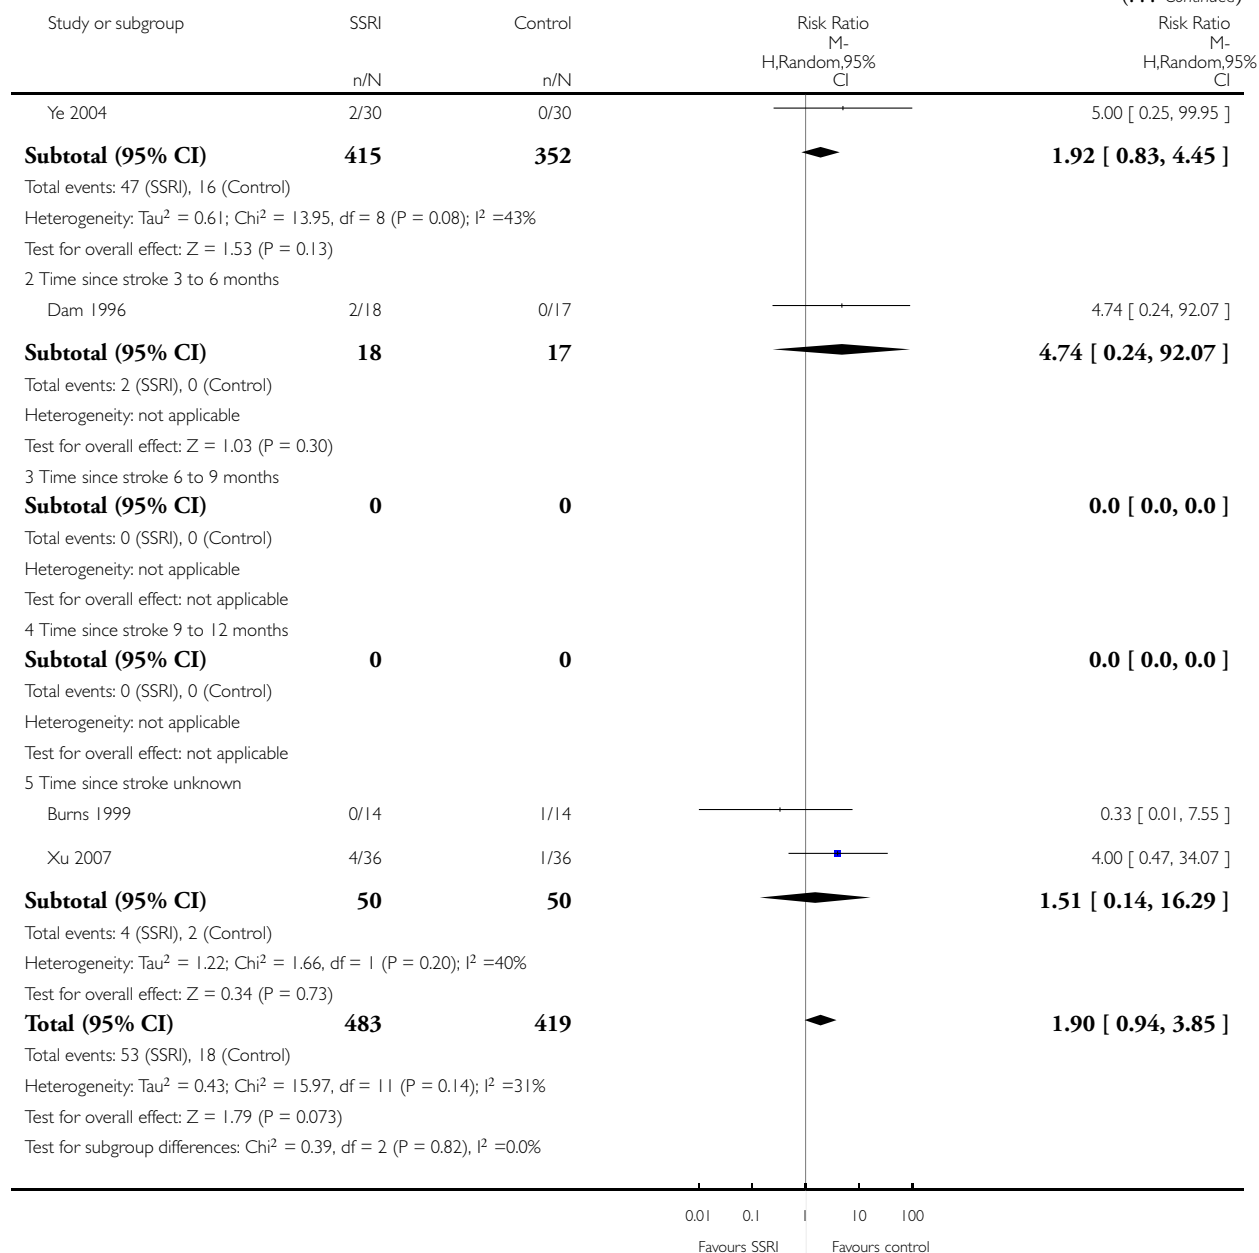 Continued)
Study or subgroup SSRI Control Risk Ratio Risk Ratio
M- M-
H,Random,95% H,Random,95%
n/N n/N CI CI
Ye 2004 2/30 0/30 5.00 [ 0.25, 99.95 ]
Subtotal (95% CI) 415 352 1.92 [ 0.83, 4.45 ]
Total events: 47 (SSRI), 16 (Control)
Heterogeneity: Tau² = 0.61; Chi² = 13.95, df = 8 (P = 0.08); I² =43%
Test for overall effect: Z = 1.53 (P = 0.13)
2 Time since stroke 3 to 6 months
Dam 1996 2/18 0/17 4.74 [ 0.24, 92.07 ]
Subtotal (95% CI) 18 17 4.74 [ 0.24, 92.07 ]
Total events: 2 (SSRI), 0 (Control)
Heterogeneity: not applicable
Test for overall effect: Z = 1.03 (P = 0.30)
3 Time since stroke 6 to 9 months
Subtotal (95% CI) 0 0 0.0 [ 0.0, 0.0 ]
Total events: 0 (SSRI), 0 (Control)
Heterogeneity: not applicable
Test for overall effect: not applicable
4 Time since stroke 9 to 12 months
Subtotal (95% CI) 0 0 0.0 [ 0.0, 0.0 ]
Total events: 0 (SSRI), 0 (Control)
Heterogeneity: not applicable
Test for overall effect: not applicable
5 Time since stroke unknown
Burns 1999 0/14 1/14 0.33 [ 0.01, 7.55 ]
Xu 2007 4/36 1/36 4.00 [ 0.47, 34.07 ]
Subtotal (95% CI) 50 50 1.51 [ 0.14, 16.29 ]
Total events: 4 (SSRI), 2 (Control)
Heterogeneity: Tau² = 1.22; Chi² = 1.66, df = 1 (P = 0.20); I² =40%
Test for overall effect: Z = 0.34 (P = 0.73)
Total (95% CI) 483 419 1.90 [ 0.94, 3.85 ]
Total events: 53 (SSRI), 18 (Control)
Heterogeneity: Tau² = 0.43; Chi² = 15.97, df = 11 (P = 0.14); I² =31%
Test for overall effect: Z = 1.79 (P = 0.073)
Test for subgroup differences: Chi² = 0.39, df = 2 (P = 0.82), I² =0.0%
0.01 0.1 1 10 100
Favours SSRI Favours control